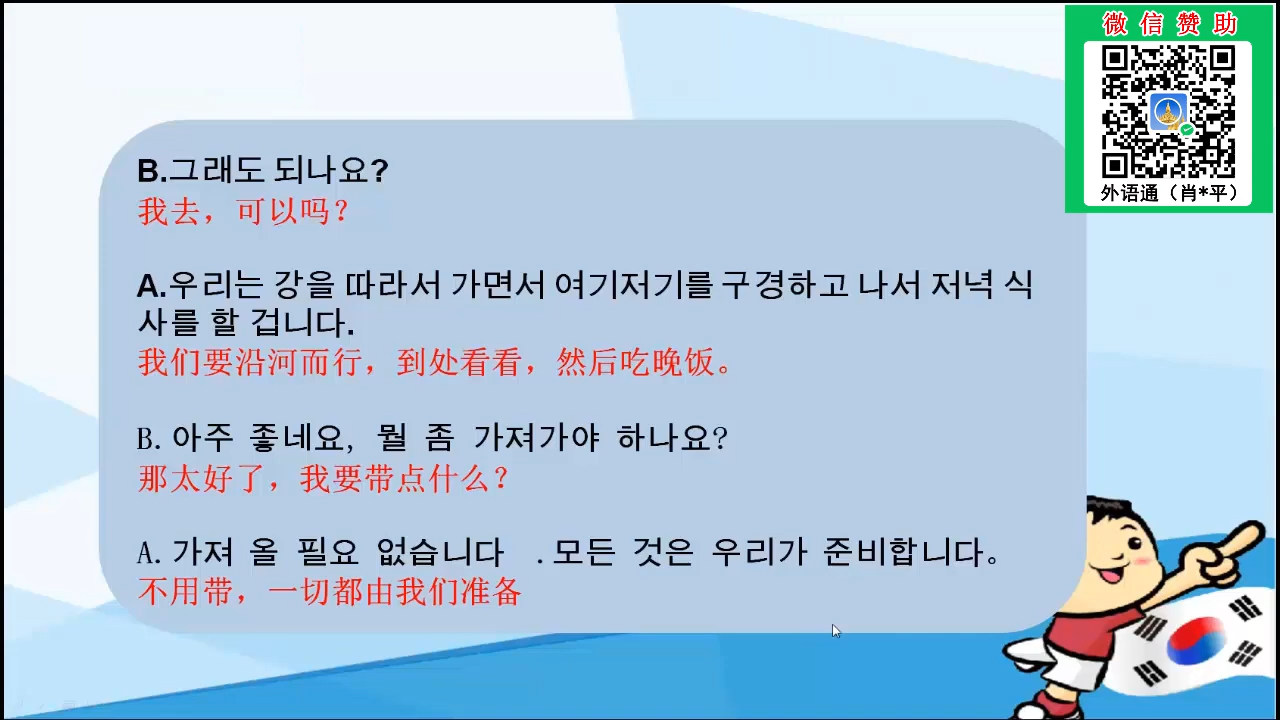 微信赞助
外语通（肖*平）
B.그래도 되나요?
我去，可以吗？
A.우리는 강을 따라서 가면서 여기저기를 구경하고 나서 저녁 식
사를 할 겁니다.
我们要沿河而行，到处看看，然后吃晚饭。
B. 아주 좋네요, 뭘 좀 가져가야 하나요?
那太好了，我要带点什么？
A. 가져 올 필요 없습니다 .모든 것은 우리가 준비합니다。
不用带，一切都由我们准备